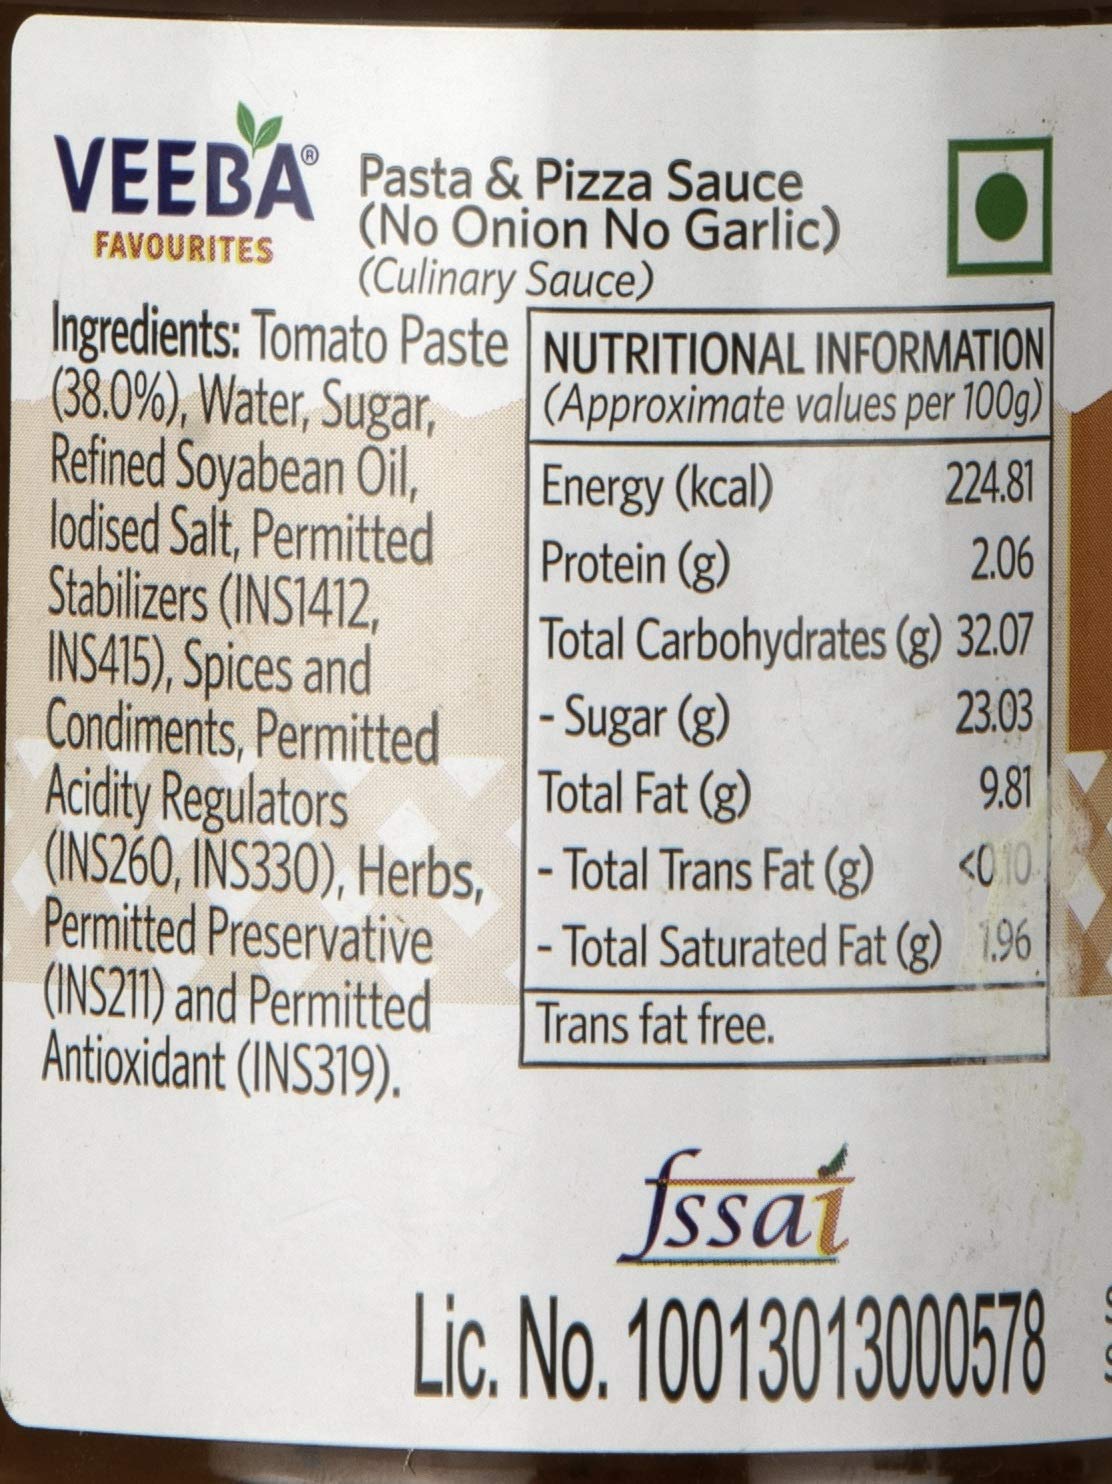 VEEBA®
FAVOURITES
Pasta & Pizza Sauce
(No Onion No Garlic)
(Culinary Sauce)
Ingredients: Tomato Paste
(38.0%), Water, Sugar,
Refined Soyabean Oil,
Iodised Salt, Permitted
Stabilizers (INS1412,
INS415), Spices and
Condiments, Permitted
Acidity Regulators
(INS260, INS330), Herbs,
Permitted Preservative
(INS211) and Permitted
Antioxidant (INS319).
NUTRITIONAL INFORMATION
(Approximate values per 100g)
Energy (kcal) 224.81
Protein (g) 2.06
Total Carbohydrates (g) 32.07
- Sugar (g) 23.03
Total Fat (g) 9.81
- Total Trans Fat (g) <0.10
- Total Saturated Fat (g) 1.96
Trans fat free.
fssai
Lic. No. 10013013000578